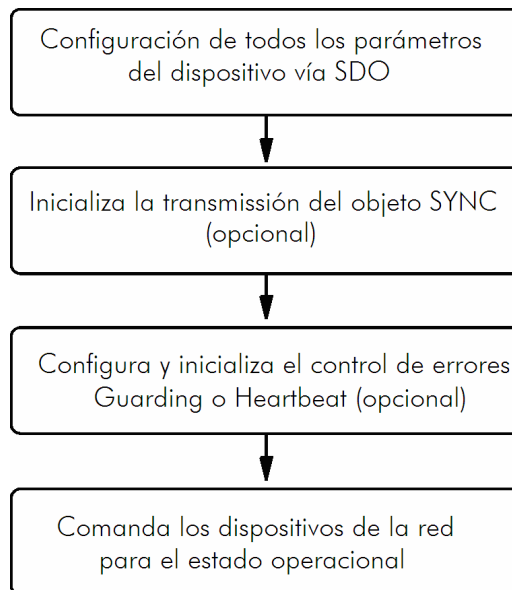 Configuración de todos los parámetros
del dispositivo vía SDO
Inicializa la transmissión del objeto SYNC
(opcional)
Configura y inicializa el control de errores
Guarding o Heartbeat (opcional)
Comanda los dispositivos de la red
para el estado operacional